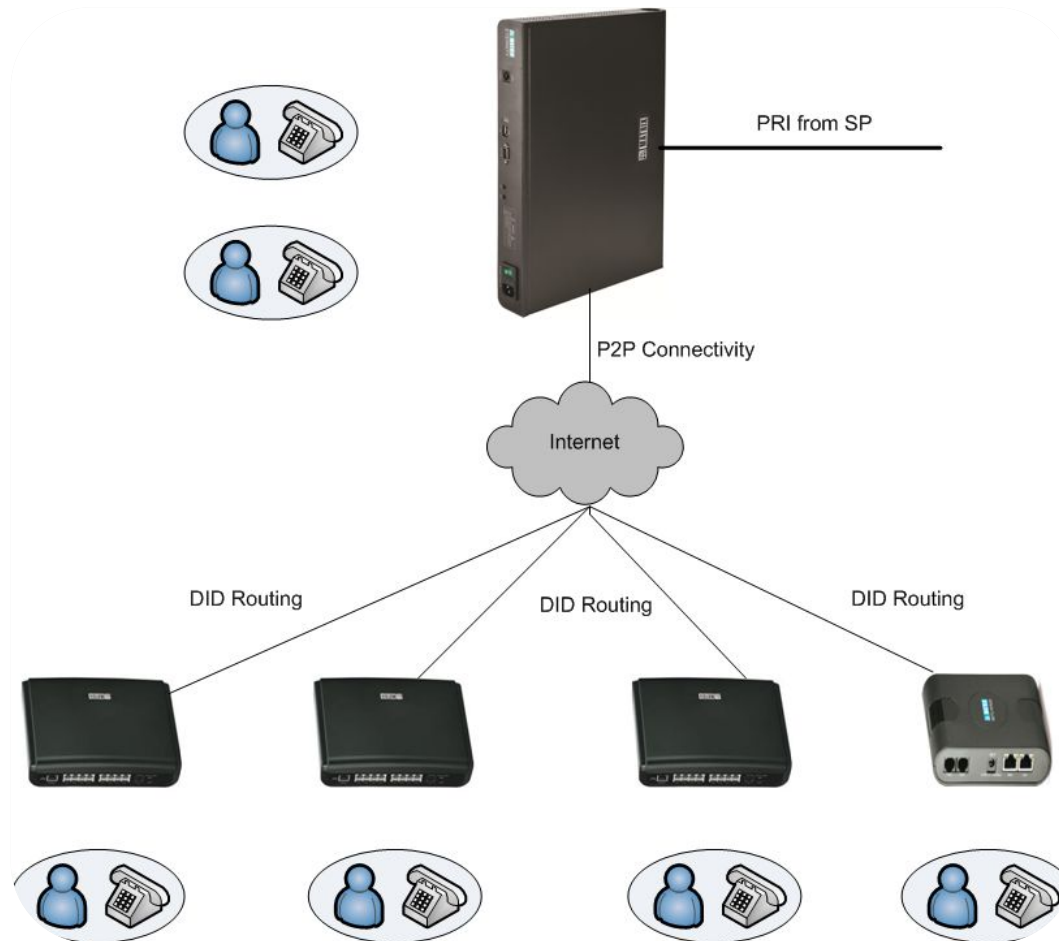 PRI from SP
P2P Connectivity
Internet
DID Routing
DID Routing
DID Routing